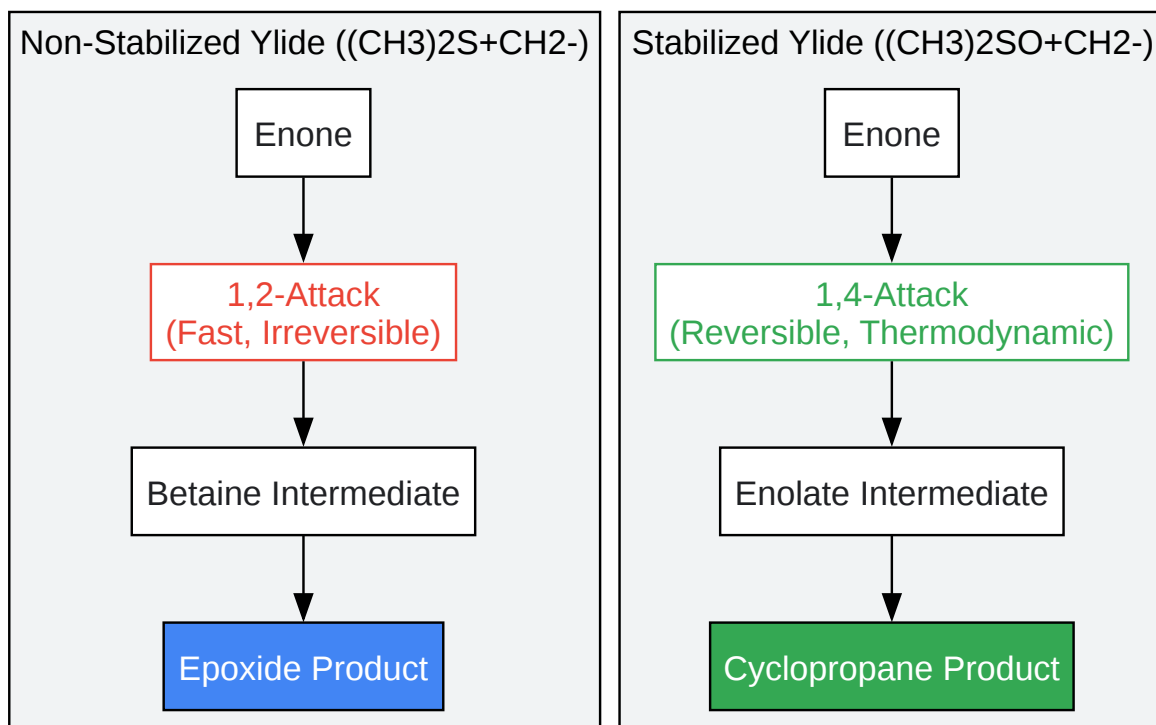 Non-Stabilized Ylide ((CH3)2S+CH2-)
Enone
1,2-Attack
(Fast, Irreversible)
Betaine Intermediate
Epoxide Product
Stabilized Ylide ((CH3)2SO+CH2-)
Enone
1,4-Attack
(Reversible, Thermodynamic)
Enolate Intermediate
Cyclopropane Product